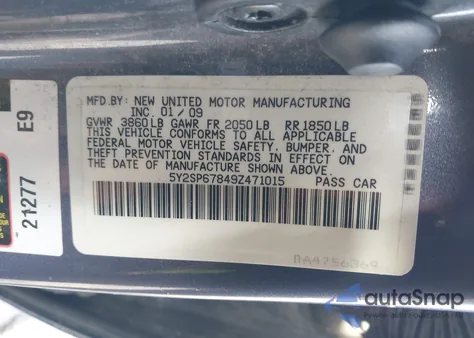 MFD BY NEW UNITED MOTOR MANUFACTURING
INC. 01/09
GVWR 3860LB GAWR FR 2050LB RR1850LB
THIS VEHICLE CONFORMS TO ALL APPLICABLE
FEDERAL MOTOR VEHICLE SAFETY, BUMPER, AND
THEFT PREVENTION STANDARDS IN EFFECT ON
THE DATE OF MANUFACTURE SHOWN ABOVE.
5Y2SP67849Z471015 PASS CAR
E9
21277
autoSnap